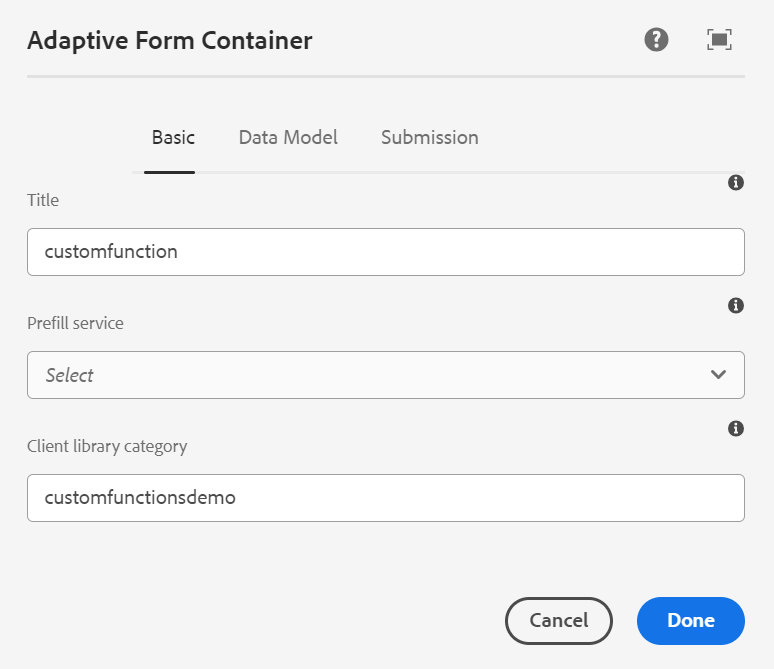 Adaptive Form Container
Basic Data Model Submission
Title
customfunction
Prefill service
Select
Client library category
customfunctionsdemo
Cancel Done